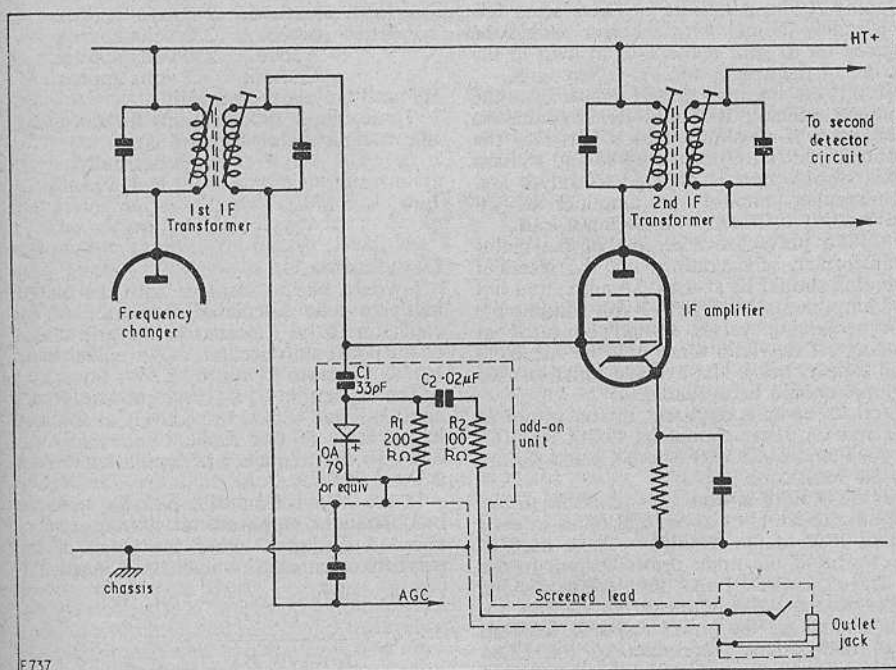 HT+
To second
detector
circuit
1st IF
Transformer
2nd IF
Transformer
Frequency
changer
IF amplifier
C1
33pF
C2 ·02μF
R1
200
kΩ
R2
100
kΩ
add-on
unit
OA
79
or equiv
+
chassis
AGC
Screened lead
Outlet
jack
E737